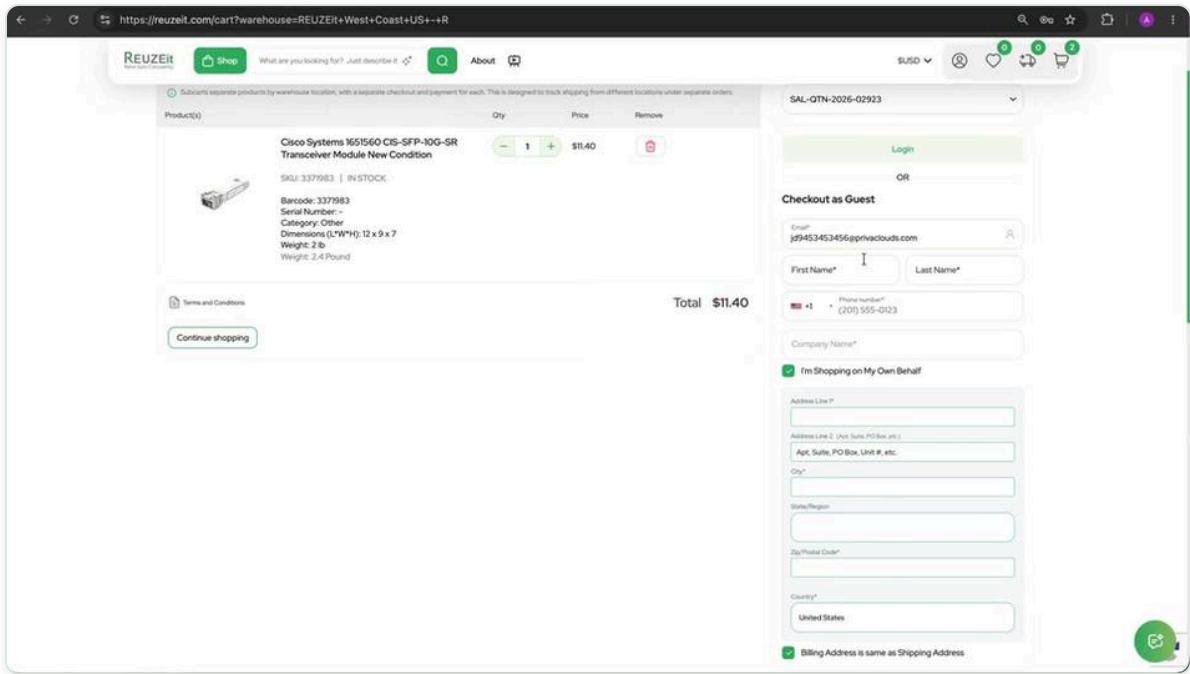 https://reuzeit.com/cart?warehouse=REUZEit+West+Coast+US+-+R
REUZEit
Shop
What are you looking for? Just describe it
About
$USD
0
0
2
A
Subcarts separate products by warehouse location, with a separate checkout and payment for each. This is designed to track shipping from different locations under separate orders.
Product(s)
Qty
Price
Remove
Cisco Systems 1651560 CIS-SFP-10G-SR
Transceiver Module New Condition
- 1 +
$11.40
SKU: 3371983 | IN STOCK
Barcode: 3371983
Serial Number: -
Category: Other
Dimensions (L*W*H): 12 x 9 x 7
Weight: 2 lb
Weight: 2.4 Pound
Terms and Conditions
Total $11.40
Continue shopping
SAL-QTN-2026-02923
Login
OR
Checkout as Guest
Email*
jd9453453456@privaclouds.com
First Name*
Last Name*
+1
Phone number*
(201) 555-0123
Company Name*
I'm Shopping on My Own Behalf
Address Line 1*
Address Line 2 (Apt, Suite, PO Box, etc.)
Apt, Suite, PO Box, Unit #, etc.
City*
State/Region
Zip/Postal Code*
Country*
United States
Billing Address is same as Shipping Address